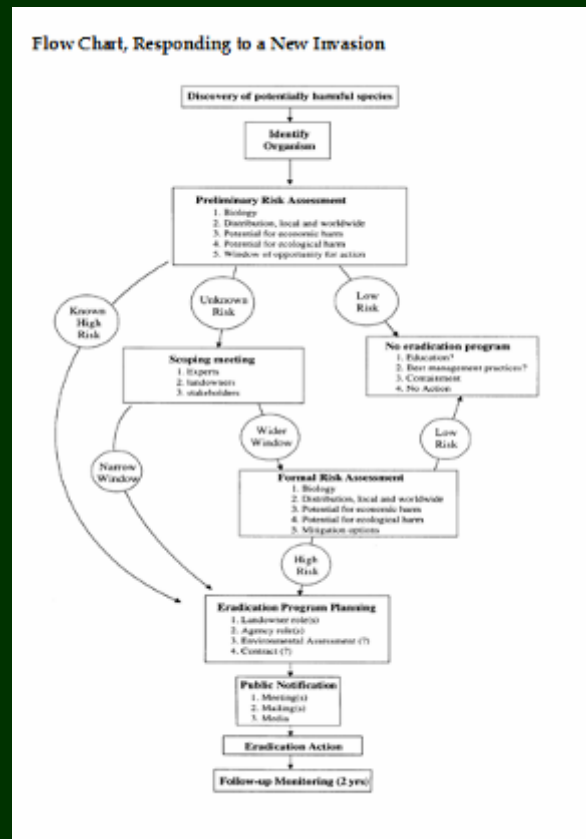 Flow Chart, Responding to a New Invasion
Discovery of potentially harmful species
Identify
Organism
Preliminary Risk Assessment
1. Biology
2. Distribution, local and worldwide
3. Potential for economic harm
4. Potential for ecological harm
5. Window of opportunity for action
Known
High
Risk
Unknown
Risk
Low
Risk
No eradication program
1. Education?
2. Best management practices?
3. Containment
4. No Action
Scoping meeting
1. Experts
2. landowners
3. stakeholders
Wider
Window
Low
Risk
Narrow
Window
Formal Risk Assessment
1. Biology
2. Distribution, local and worldwide
3. Potential for economic harm
4. Potential for ecological harm
5. Mitigation options
High
Risk
Eradication Program Planning
1. Landowner role(s)
2. Agency role(s)
3. Environmental Assessment (?)
4. Contract (?)
Public Notification
1. Meeting(s)
2. Mailing(s)
3. Media
Eradication Action
Follow-up Monitoring (2 yrs)